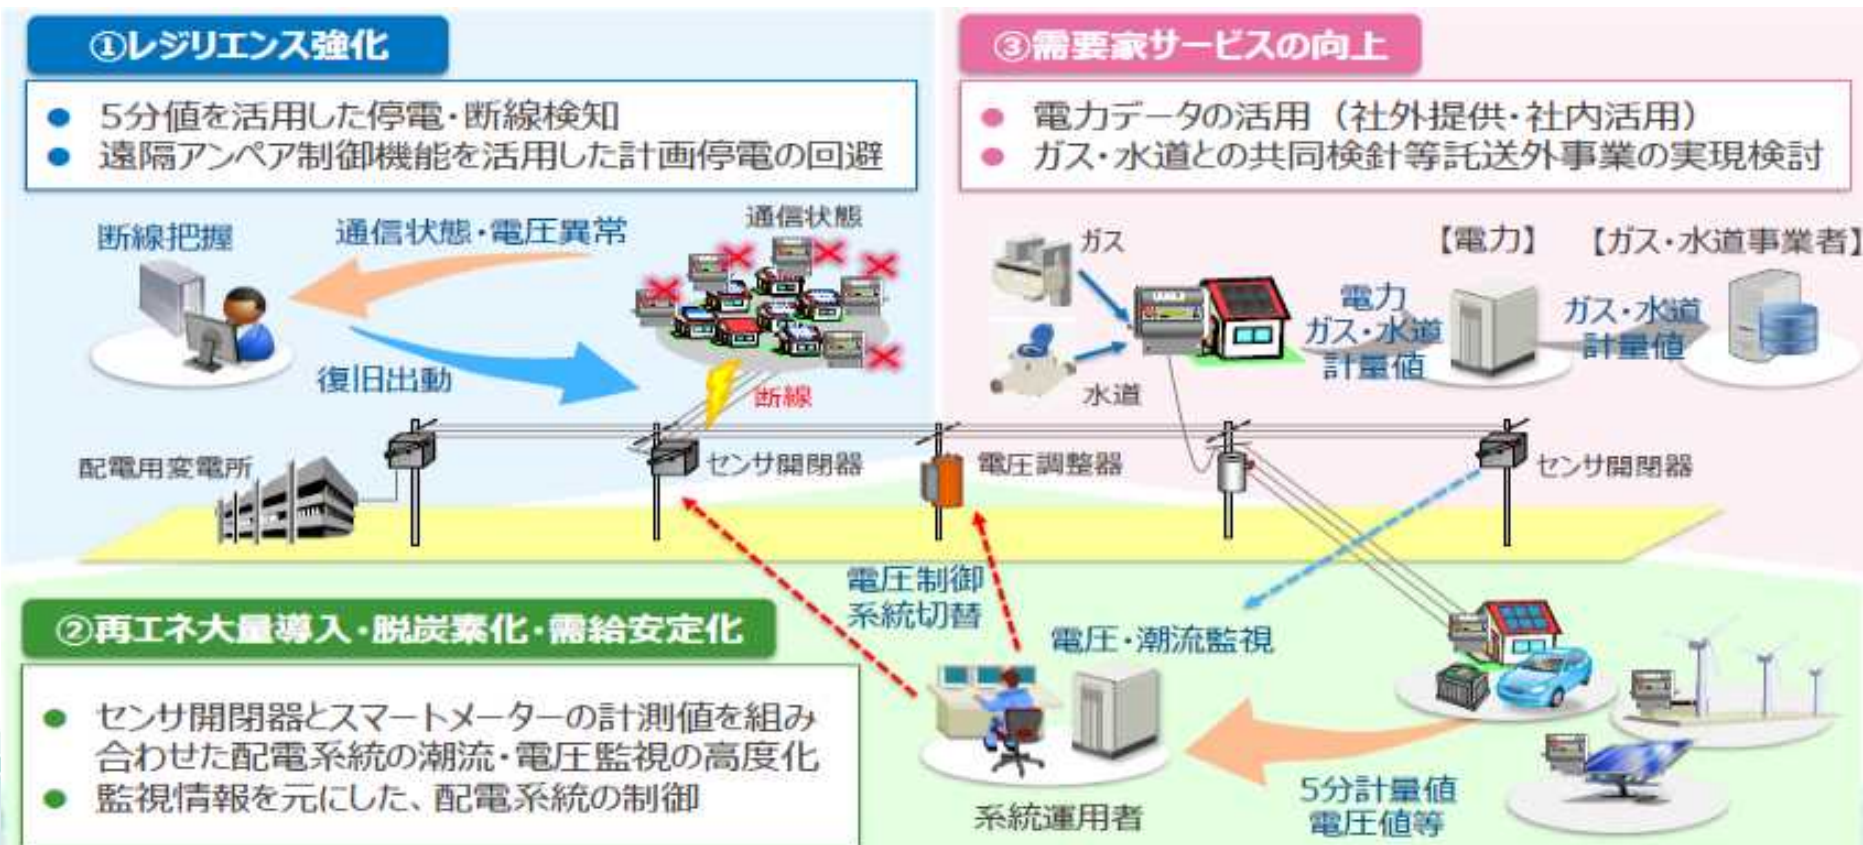 ①レジリエンス強化
● 5分値を活用した停電・断線検知
● 遠隔アンペア制御機能を活用した計画停電の回避
断線把握
通信状態・電圧異常
通信状態
復旧出動
断線
③需要家サービスの向上
● 電力データの活用（社外提供・社内活用）
● ガス・水道との共同検針等託送外事業の実現検討
ガス
水道
【電力】
【ガス・水道事業者】
電力
ガス・水道
計量値
ガス・水道
計量値
配電用変電所
センサ開閉器
電圧調整器
センサ開閉器
②再エネ大量導入・脱炭素化・需給安定化
● センサ開閉器とスマートメーターの計測値を組み
合わせた配電系統の潮流・電圧監視の高度化
● 監視情報を元にした、配電系統の制御
電圧制御
系統切替
電圧・潮流監視
系統運用者
5分計量値
電圧値等